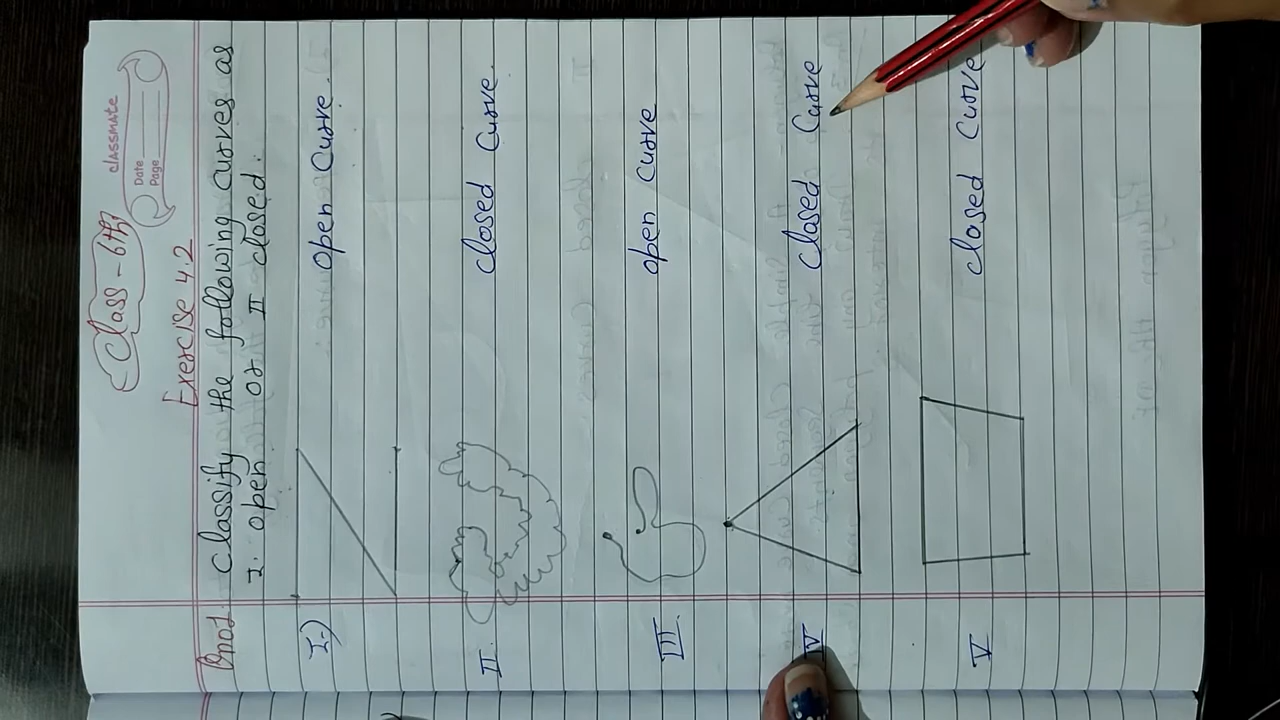 classmate
Date
Page
Class - 6th
Exercise 4.2
Qno1. Classify the following curves as
I. open or II closed.
I.) open curve.
II. closed curve.
III. open curve
IV closed curve
V closed curve